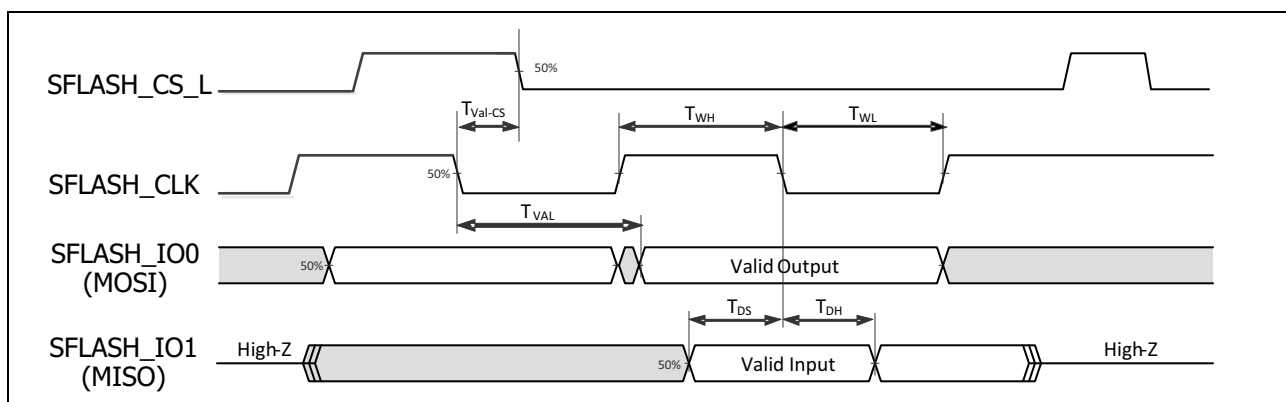 SFLASH_CS_L
50%
TVal-CS
TWH
TWL
SFLASH_CLK
50%
TVAL
SFLASH_IO0
(MOSI)
50%
Valid Output
TDS
TDH
SFLASH_IO1
(MISO)
High-Z
50%
Valid Input
High-Z